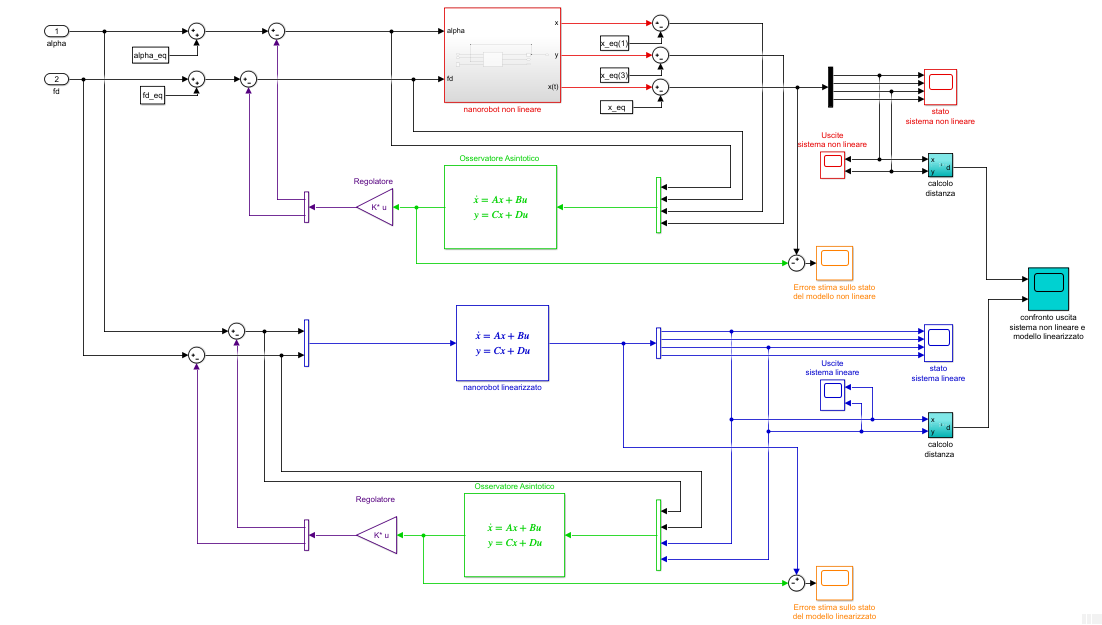 1
alpha
alpha_eq
2
fd
fd_eq
alpha
fd
x
y
x(t)
nanorobot non lineare
x_eq(1)
x_eq(3)
x_eq
stato
sistema non lineare
Uscite
sistema non lineare
x
y
d
calcolo
distanza
Regolatore
K* u
Osservatore Asintotico
ẋ = Ax + Bu
y = Cx + Du
Errore stima sullo stato
del modello non lineare
confronto uscita
sistema non lineare e
modello linearizzato
ẋ = Ax + Bu
y = Cx + Du
nanorobot linearizzato
stato
sistema lineare
Uscite
sistema lineare
x
y
d
calcolo
distanza
Regolatore
K* u
Osservatore Asintotico
ẋ = Ax + Bu
y = Cx + Du
Errore stima sullo stato
del modello linearizzato